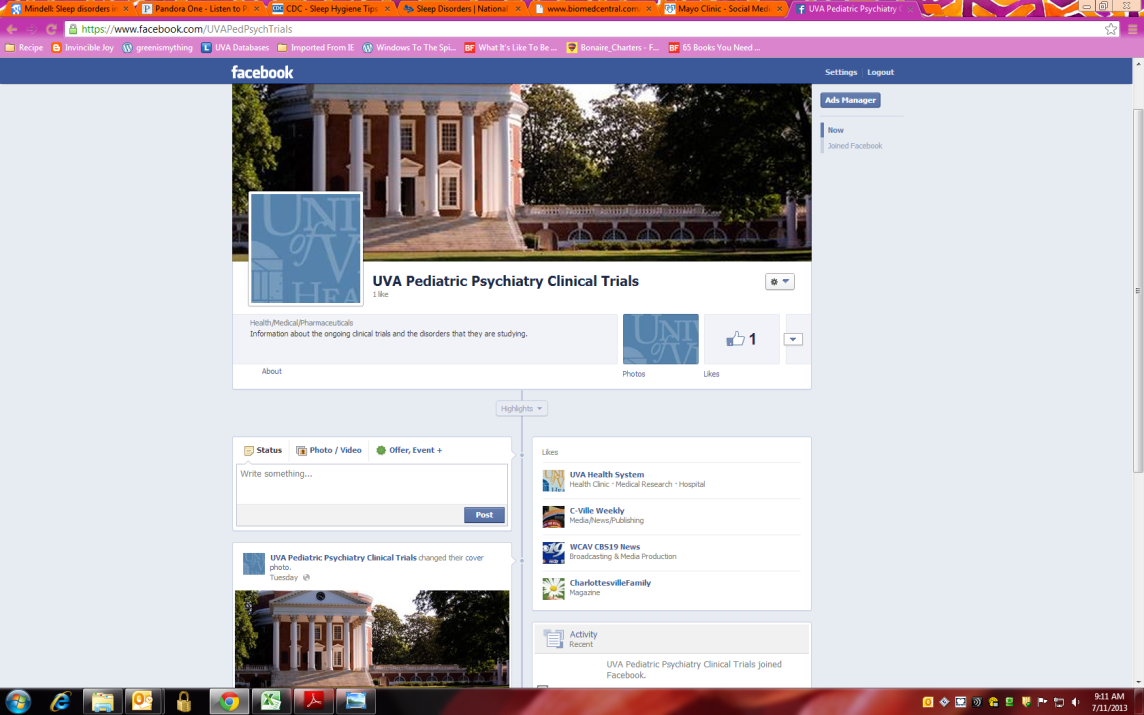 Mindell: Sleep disorders in
Pandora One - Listen to F
CDC - Sleep Hygiene Tips
Sleep Disorders | National
www.biomedcentral.com/
Mayo Clinic - Social Medi
UVA Pediatric Psychiatry C
https://www.facebook.com/UVAPedPsychTrials
Recipe
Invincible Joy
greenismything
UVA Databases
Imported From IE
Windows To The Spi...
What It's Like To Be ...
Bonaire_Charters - F...
65 Books You Need ...
facebook
Settings
Logout
Ads Manager
Now
Joined Facebook
UVA Pediatric Psychiatry Clinical Trials
1 like
Health/Medical/Pharmaceuticals
Information about the ongoing clinical trials and the disorders that they are studying.
About
Photos
1
Likes
Highlights
Status
Photo / Video
Offer, Event +
Write something...
Post
UVA Pediatric Psychiatry Clinical Trials changed their cover
photo.
Tuesday
Likes
UVA Health System
Health Clinic · Medical Research · Hospital
C-Ville Weekly
Media/News/Publishing
WCAV CBS19 News
Broadcasting & Media Production
CharlottesvilleFamily
Magazine
Activity
Recent
UVA Pediatric Psychiatry Clinical Trials joined
Facebook.
9:11 AM
7/11/2013